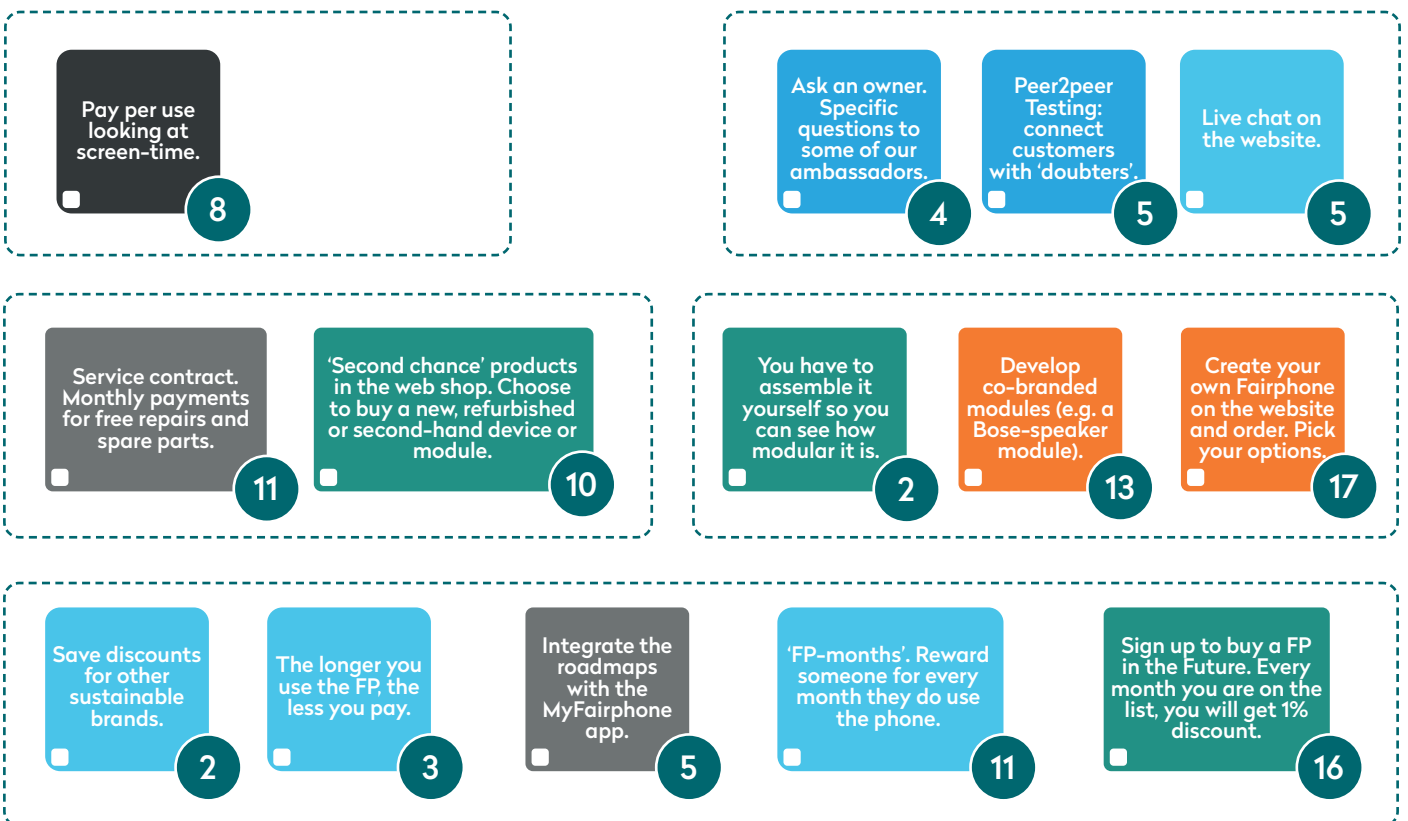 Pay per use
looking at
screen-time.
8
Ask an owner.
Specific
questions to
some of our
ambassadors.
4
Peer2peer
Testing:
connect
customers
with ‘doubters’.
5
Live chat on
the website.
5
Service contract.
Monthly payments
for free repairs and
spare parts.
11
‘Second chance’ products
in the web shop. Choose
to buy a new, refurbished
or second-hand device or
module.
10
You have to
assemble it
yourself so you
can see how
modular it is.
2
Develop
co-branded
modules (e.g. a
Bose-speaker
module).
13
Create your
own Fairphone
on the website
and order. Pick
your options.
17
Save discounts
for other
sustainable
brands.
2
The longer you
use the FP, the
less you pay.
3
Integrate the
roadmaps
with the
MyFairphone
app.
5
‘FP-months’. Reward
someone for every
month they do use
the phone.
11
Sign up to buy a FP
in the Future. Every
month you are on the
list, you will get 1%
discount.
16